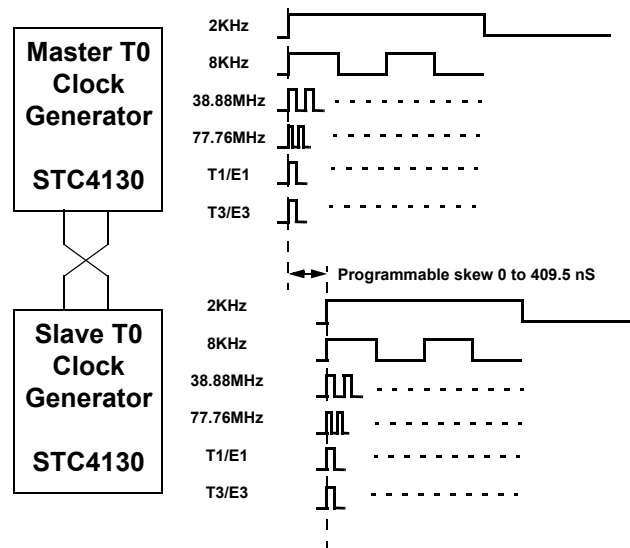 Master T0
Clock
Generator
STC4130
2KHz
8KHz
38.88MHz
77.76MHz
T1/E1
T3/E3
Programmable skew 0 to 409.5 nS
Slave T0
Clock
Generator
STC4130
2KHz
8KHz
38.88MHz
77.76MHz
T1/E1
T3/E3